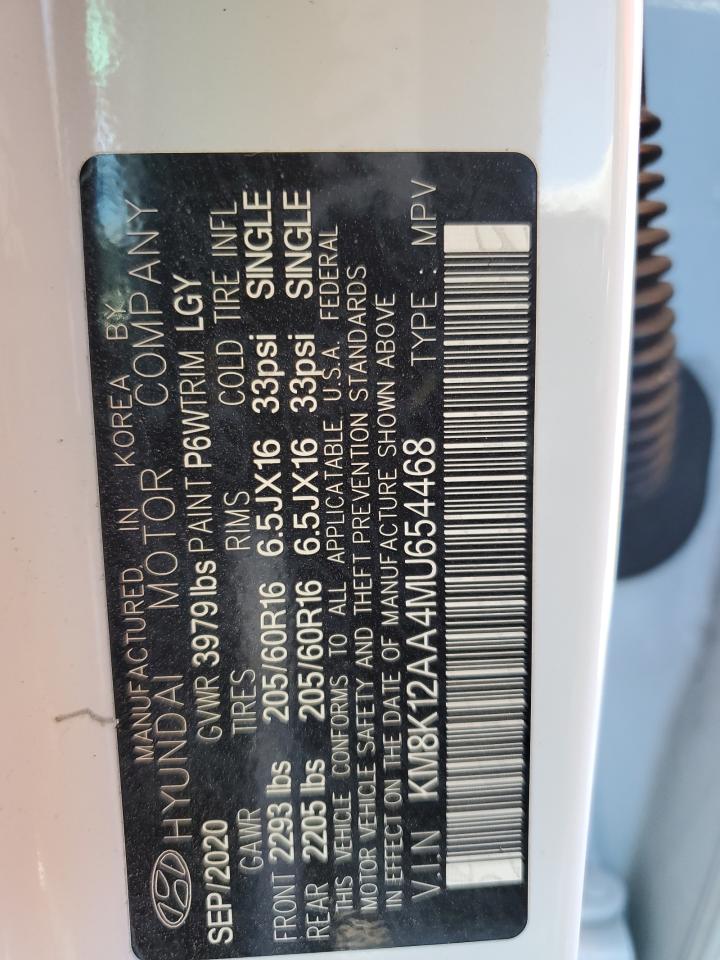 MANUFACTURED IN KOREA BY
HYUNDAI MOTOR COMPANY
SEP/2020 GVWR 3979 lbs PAINT P6WTRIM LGY
GAWR TIRES RIMS COLD TIRE INFL
FRONT 2293 lbs 205/60R16 6.5JX16 33psi SINGLE
REAR 2205 lbs 205/60R16 6.5JX16 33psi SINGLE
THIS VEHICLE CONFORMS TO ALL APPLICATABLE U.S.A. FEDERAL
MOTOR VEHICLE SAFETY AND THEFT PREVENTION STANDARDS
IN EFFECT ON THE DATE OF MANUFACTURE SHOWN ABOVE
V.I.N KM8K12AA4MU654468 TYPE : MPV